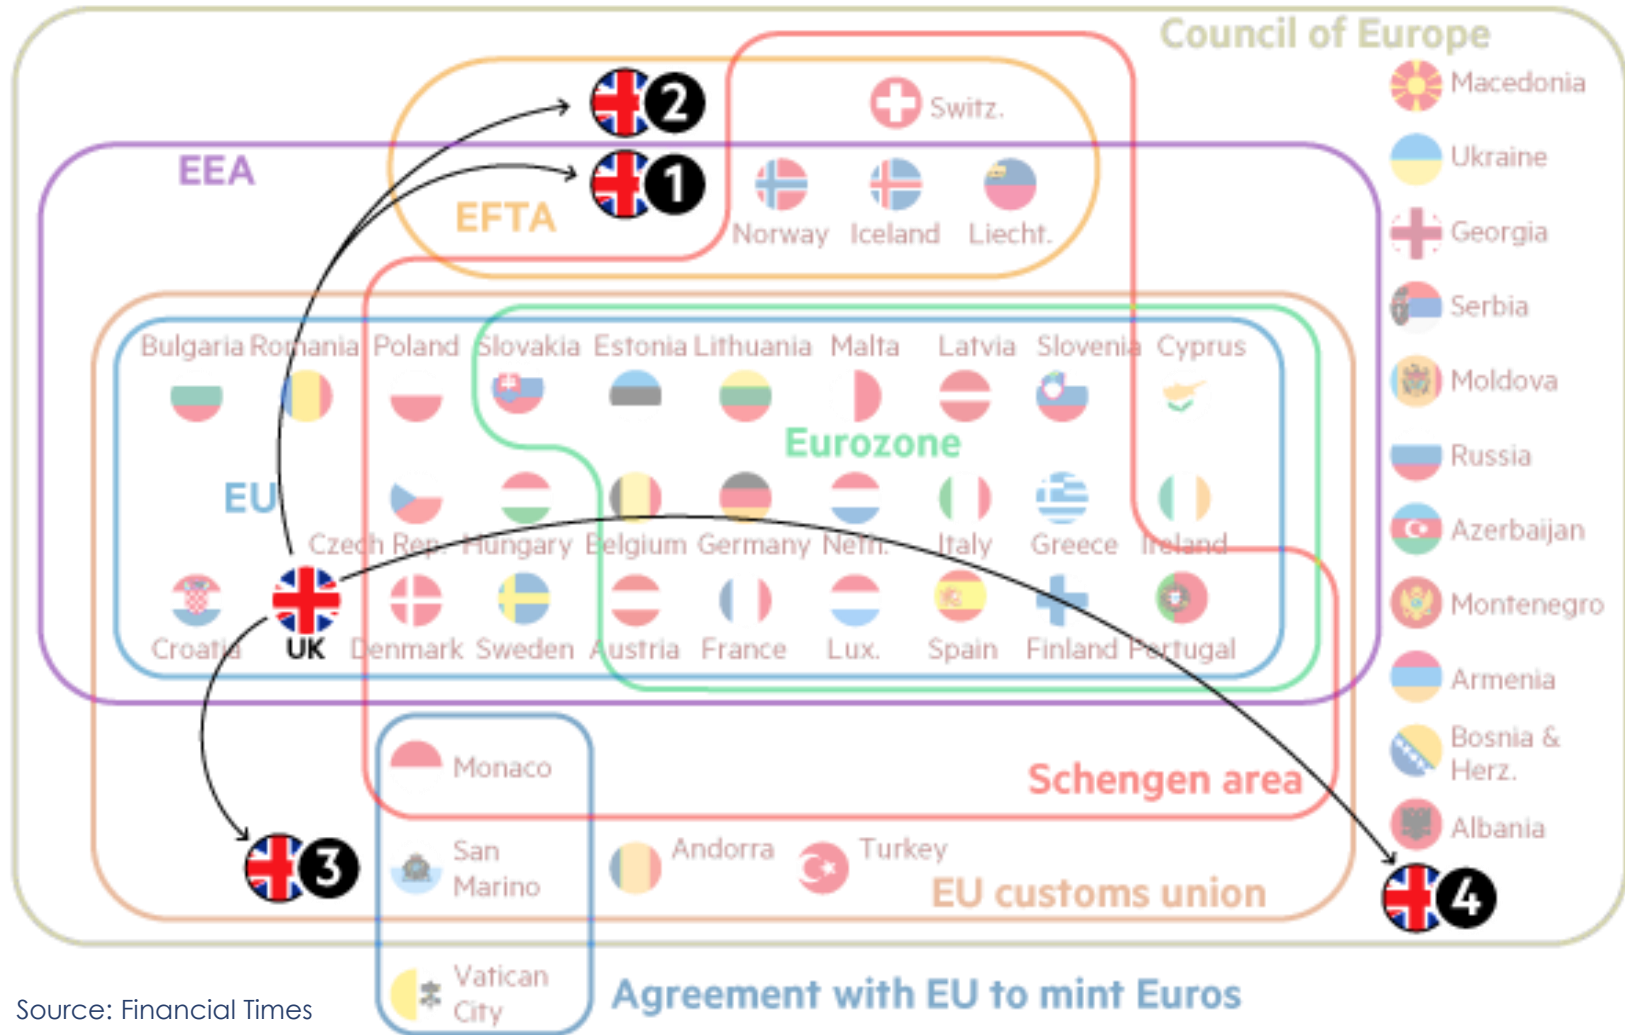 Council of Europe
2
Switz.
Macedonia
EEA
1
Ukraine
EFTA
Norway Iceland Liecht.
Georgia
Serbia
Bulgaria Romania Poland Slovakia Estonia Lithuania Malta Latvia Slovenia Cyprus
Moldova
Eurozone
Russia
EU
Azerbaijan
Czech Rep. Hungary Belgium Germany Neth. Italy Greece Ireland
Montenegro
Croatia UK Denmark Sweden Austria France Lux. Spain Finland Portugal
Armenia
Bosnia &
Herz.
Monaco
Schengen area
Albania
3
San
Marino
Andorra
Turkey
EU customs union
4
Vatican
City
Agreement with EU to mint Euros
Source: Financial Times